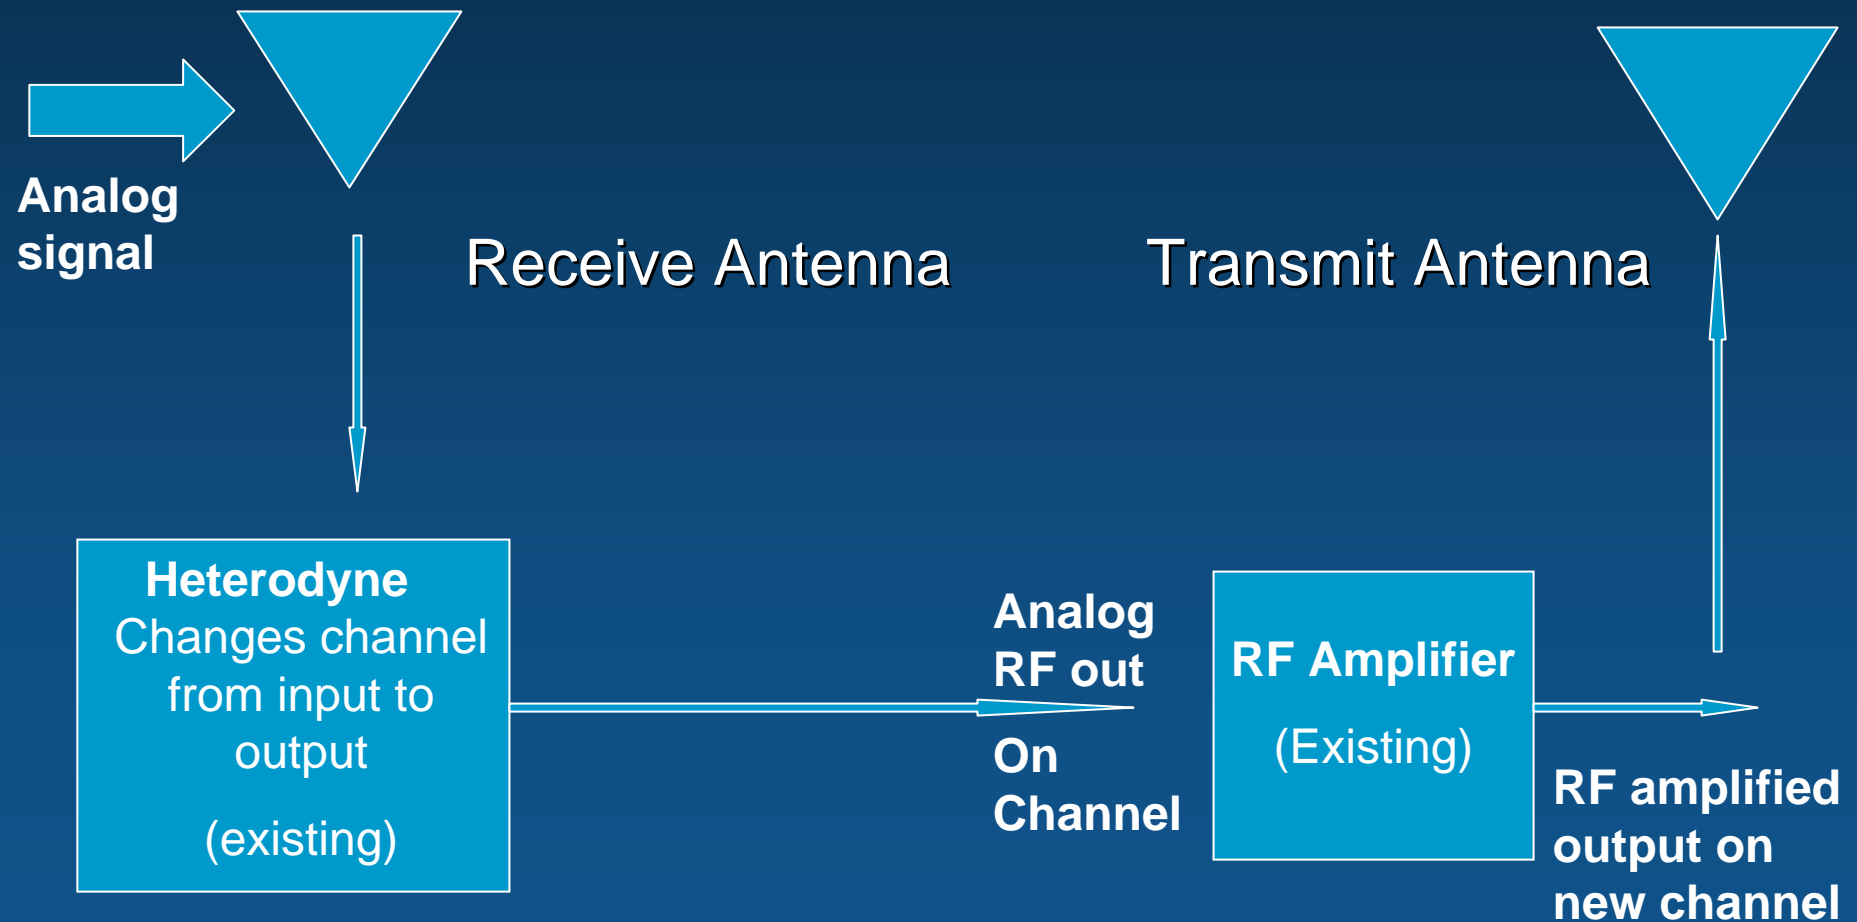 Analog
signal
Receive Antenna
Transmit Antenna
Heterodyne
Changes channel
from input to
output
(existing)
Analog
RF out
On
Channel
RF Amplifier
(Existing)
RF amplified
output on
new channel